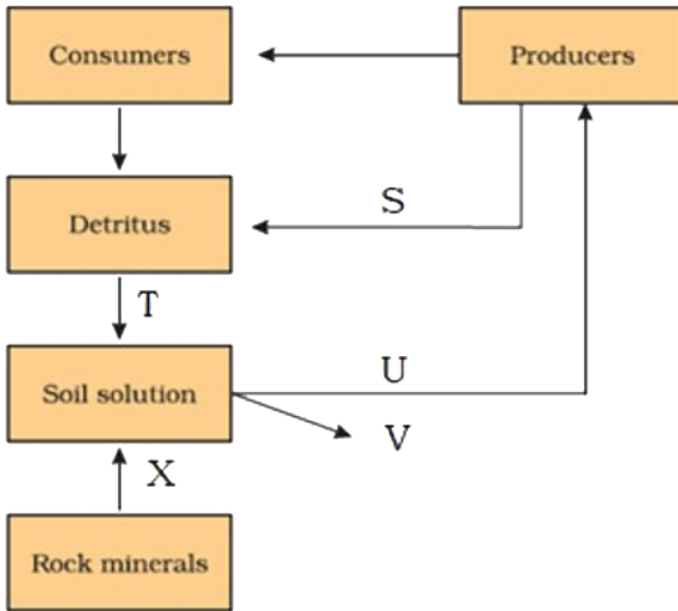 Consumers
Producers
Detritus
S
T
Soil solution
U
V
X
Rock minerals